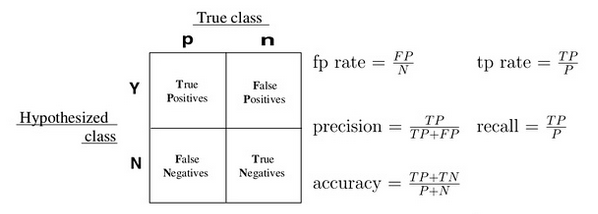 True class
p n
Y
True Positives
False Positives
Hypothesized class
N
False Negatives
True Negatives
fp rate = FP/N
tp rate = TP/P
precision = TP/TP+FP
recall = TP/P
accuracy = TP+TN/P+N